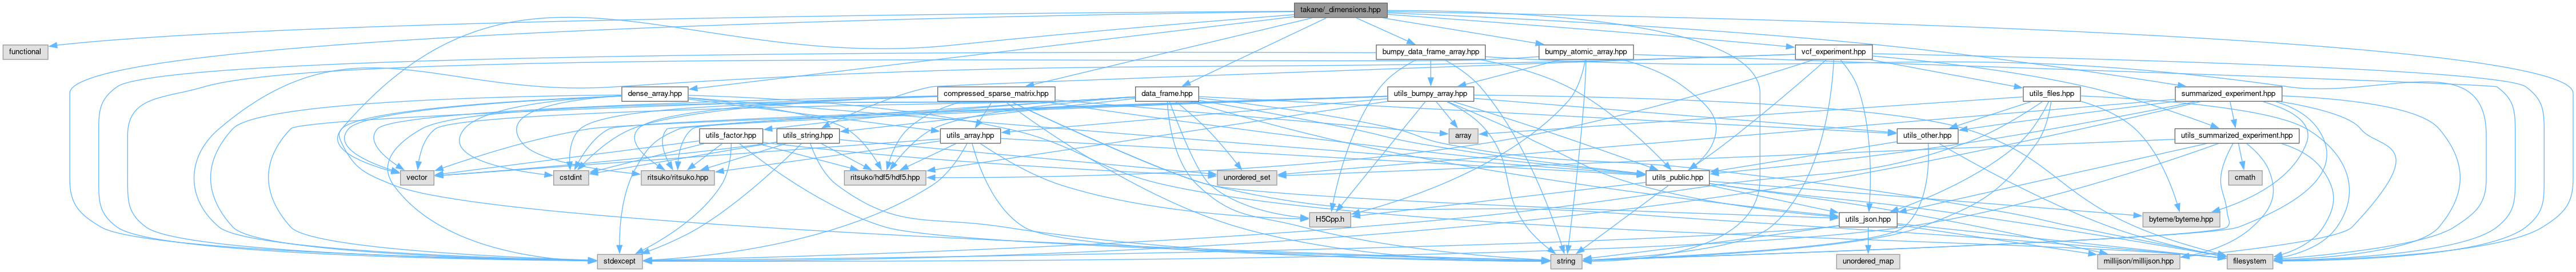 takane/_dimensions.hpp
functional
bumpy_data_frame_array.hpp
bumpy_atomic_array.hpp
vcf_experiment.hpp
dense_array.hpp
compressed_sparse_matrix.hpp
data_frame.hpp
utils_bumpy_array.hpp
utils_files.hpp
summarized_experiment.hpp
utils_factor.hpp
utils_string.hpp
utils_array.hpp
array
utils_other.hpp
utils_summarized_experiment.hpp
vector
cstdint
ritsuko/ritsuko.hpp
ritsuko/hdf5/hdf5.hpp
unordered_set
utils_public.hpp
cmath
H5Cpp.h
utils_json.hpp
byteme/byteme.hpp
stdexcept
string
unordered_map
millijson/millijson.hpp
filesystem